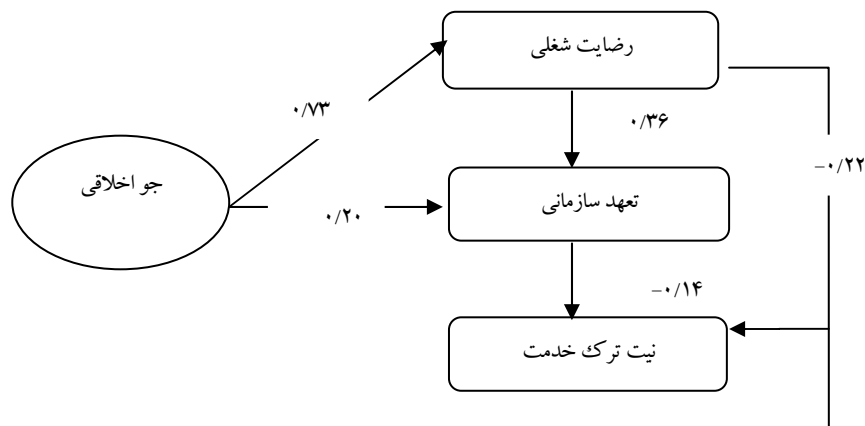 رضایت شغلی
۰/۷۳
۰/۳۶
-۰/۲۲
جو اخلاقی
تعهد سازمانی
۰/۲۰
-۰/۱۴
نیت ترک خدمت